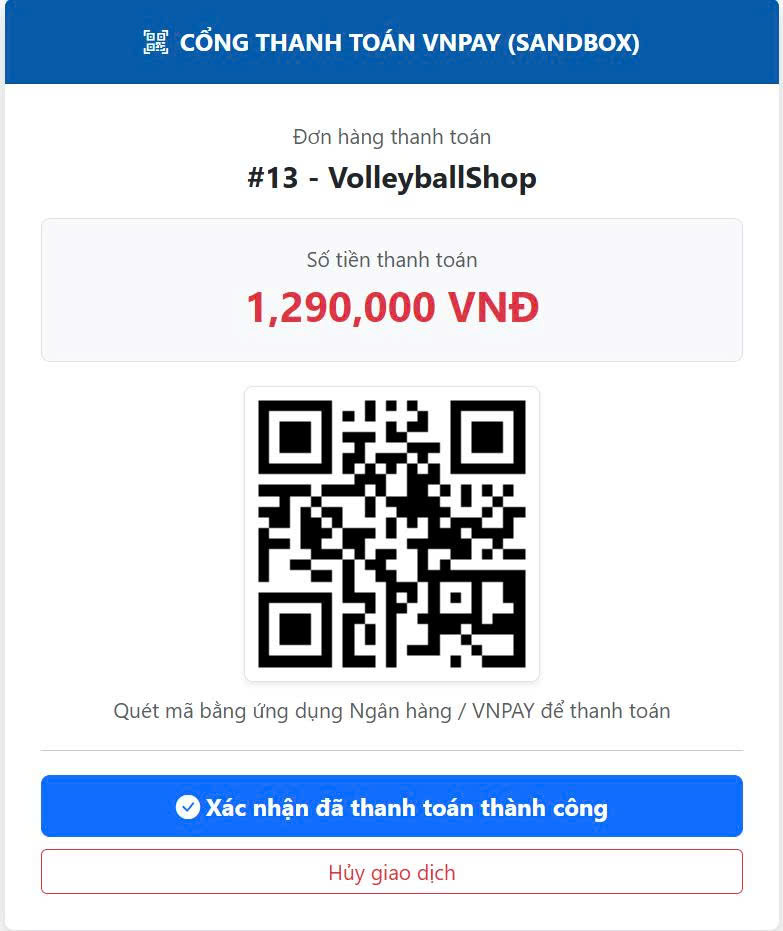 CỔNG THANH TOÁN VNPAY (SANDBOX)
Đơn hàng thanh toán
#13 - VolleyballShop
Số tiền thanh toán
1,290,000 VNĐ
Quét mã bằng ứng dụng Ngân hàng / VNPAY để thanh toán
Xác nhận đã thanh toán thành công
Hủy giao dịch